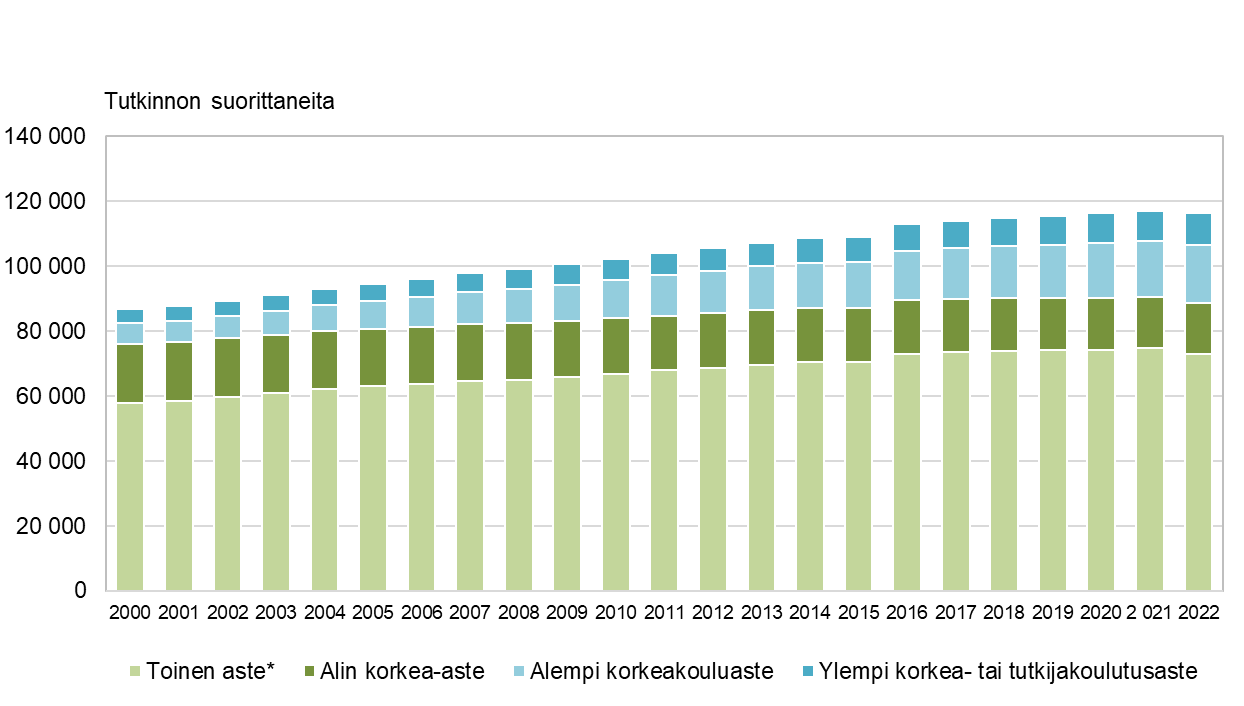 Tutkinnon suorittaneita
140 000
120 000
100 000
80 000
60 000
40 000
20 000
0
2000 2001 2002 2003 2004 2005 2006 2007 2008 2009 2010 2011 2012 2013 2014 2015 2016 2017 2018 2019 2020 2 021 2022
Toinen aste* Alin korkea-aste Alempi korkeakouluaste Ylempi korkea- tai tutkijakoulutusaste